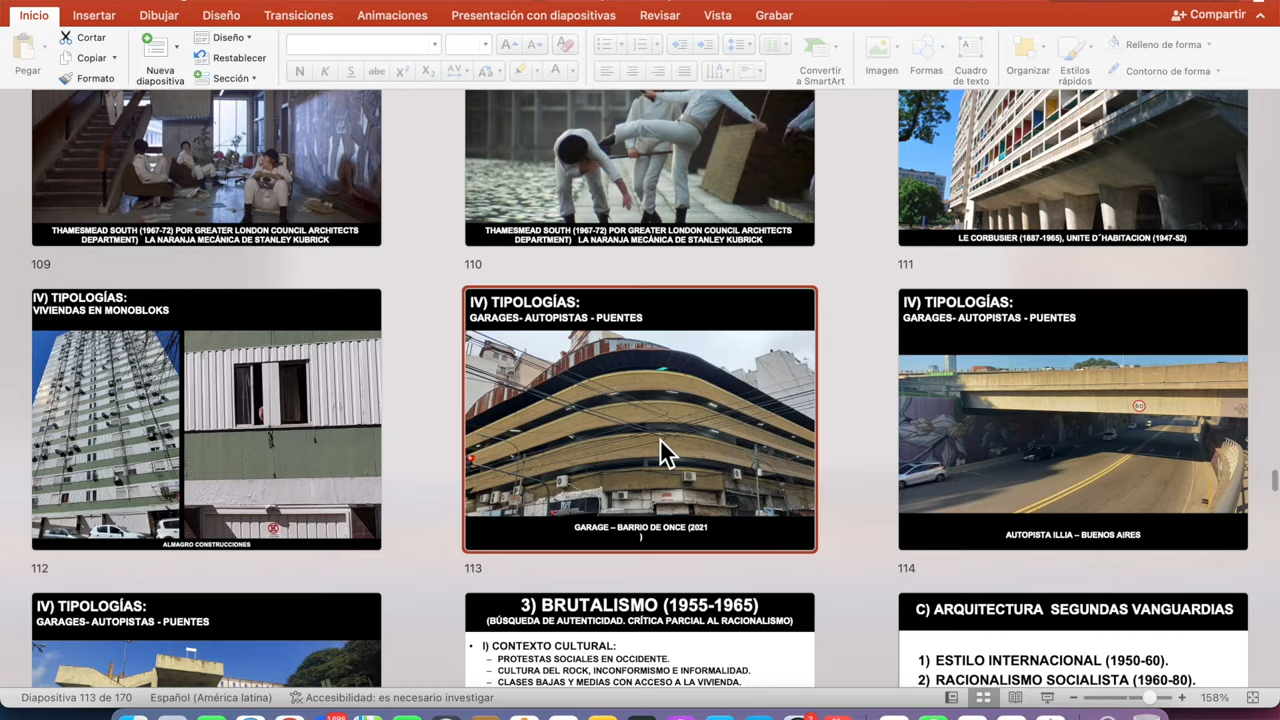 Inicio Insertar Dibujar Diseño Transiciones Animaciones Presentación con diapositivas Revisar Vista Grabar Compartir
Pegar
Cortar
Copiar
Formato
Nueva
diapositiva
Diseño
Restablecer
Sección
N K S abc X² X₂ AV Aa A
Convertir
a SmartArt
Imagen
Formas
Cuadro
de texto
Organizar
Estilos
rápidos
Relleno de forma
Contorno de forma
THAMESMEAD SOUTH (1967-72) POR GREATER LONDON COUNCIL ARCHITECTS
DEPARTMENT) LA NARANJA MECÁNICA DE STANLEY KUBRICK
109
THAMESMEAD SOUTH (1967-72) POR GREATER LONDON COUNCIL ARCHITECTS
DEPARTMENT) LA NARANJA MECÁNICA DE STANLEY KUBRICK
110
LE CORBUSIER (1887-1965), UNITE D´HABITACION (1947-52)
111
IV) TIPOLOGÍAS:
VIVIENDAS EN MONOBLOKS
ALMAGRO CONSTRUCCIONES
112
IV) TIPOLOGÍAS:
GARAGES- AUTOPISTAS - PUENTES
GARAGE – BARRIO DE ONCE (2021
)
113
IV) TIPOLOGÍAS:
GARAGES- AUTOPISTAS - PUENTES
60
AUTOPISTA ILLIA – BUENOS AIRES
114
IV) TIPOLOGÍAS:
GARAGES- AUTOPISTAS - PUENTES
3) BRUTALISMO (1955-1965)
(BÚSQUEDA DE AUTENTICIDAD. CRÍTICA PARCIAL AL RACIONALISMO)
• I) CONTEXTO CULTURAL:
– PROTESTAS SOCIALES EN OCCIDENTE.
– CULTURA DEL ROCK, INCONFORMISMO E INFORMALIDAD.
– CLASES BAJAS Y MEDIAS CON ACCESO A LA VIVIENDA.
C) ARQUITECTURA SEGUNDAS VANGUARDIAS
1) ESTILO INTERNACIONAL (1950-60).
2) RACIONALISMO SOCIALISTA (1960-80).
Diapositiva 113 de 170 Español (América latina) Accesibilidad: es necesario investigar 158%